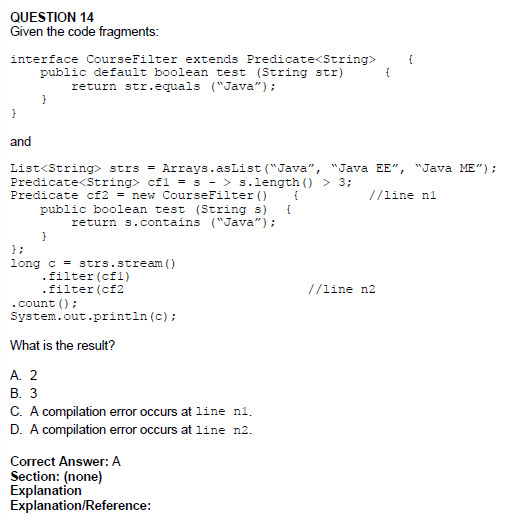 QUESTION 14
Given the code fragments:
interface CourseFilter extends Predicate<String> {
public default boolean test (String str) {
return str.equals (“Java”);
}
}
and
List<String> strs = Arrays.asList(“Java”, “Java EE”, “Java ME”);
Predicate<String> cf1 = s - > s.length() > 3;
Predicate cf2 = new CourseFilter() { //line n1
public boolean test (String s) {
return s.contains (“Java”);
}
};
long c = strs.stream()
.filter(cf1)
.filter(cf2 //line n2
.count();
System.out.println(c);
What is the result?
A. 2
B. 3
C. A compilation error occurs at line n1.
D. A compilation error occurs at line n2.
Correct Answer: A
Section: (none)
Explanation
Explanation/Reference: